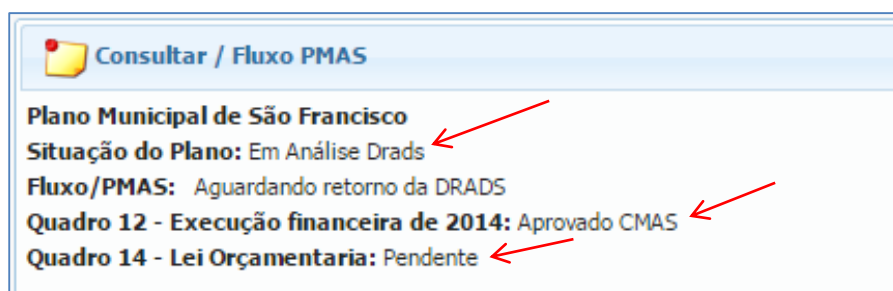 Consultar / Fluxo PMAS
Plano Municipal de São Francisco
Situação do Plano: Em Análise Drads
Fluxo/PMAS: Aguardando retorno da DRADS
Quadro 12 - Execução financeira de 2014: Aprovado CMAS
Quadro 14 - Lei Orçamentaria: Pendente